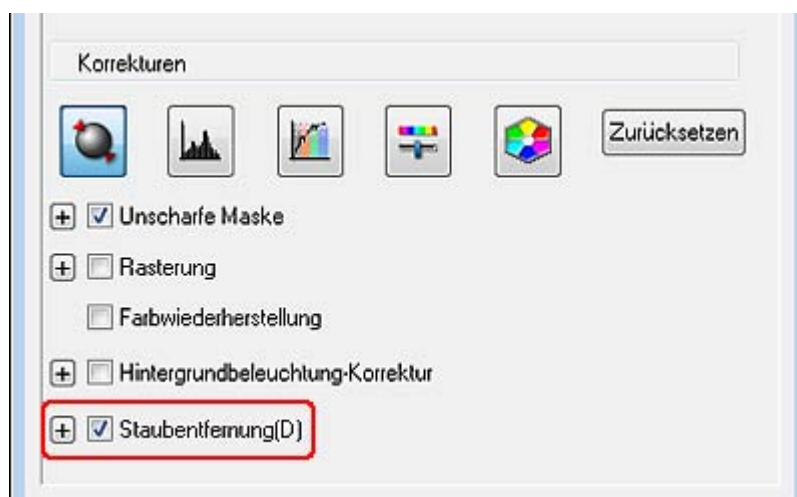 Korrekturen
Zurücksetzen
Unscharfe Maske
Rasterung
Farbwiederherstellung
Hintergrundbeleuchtung-Korrektur
Staubentfernung(D)